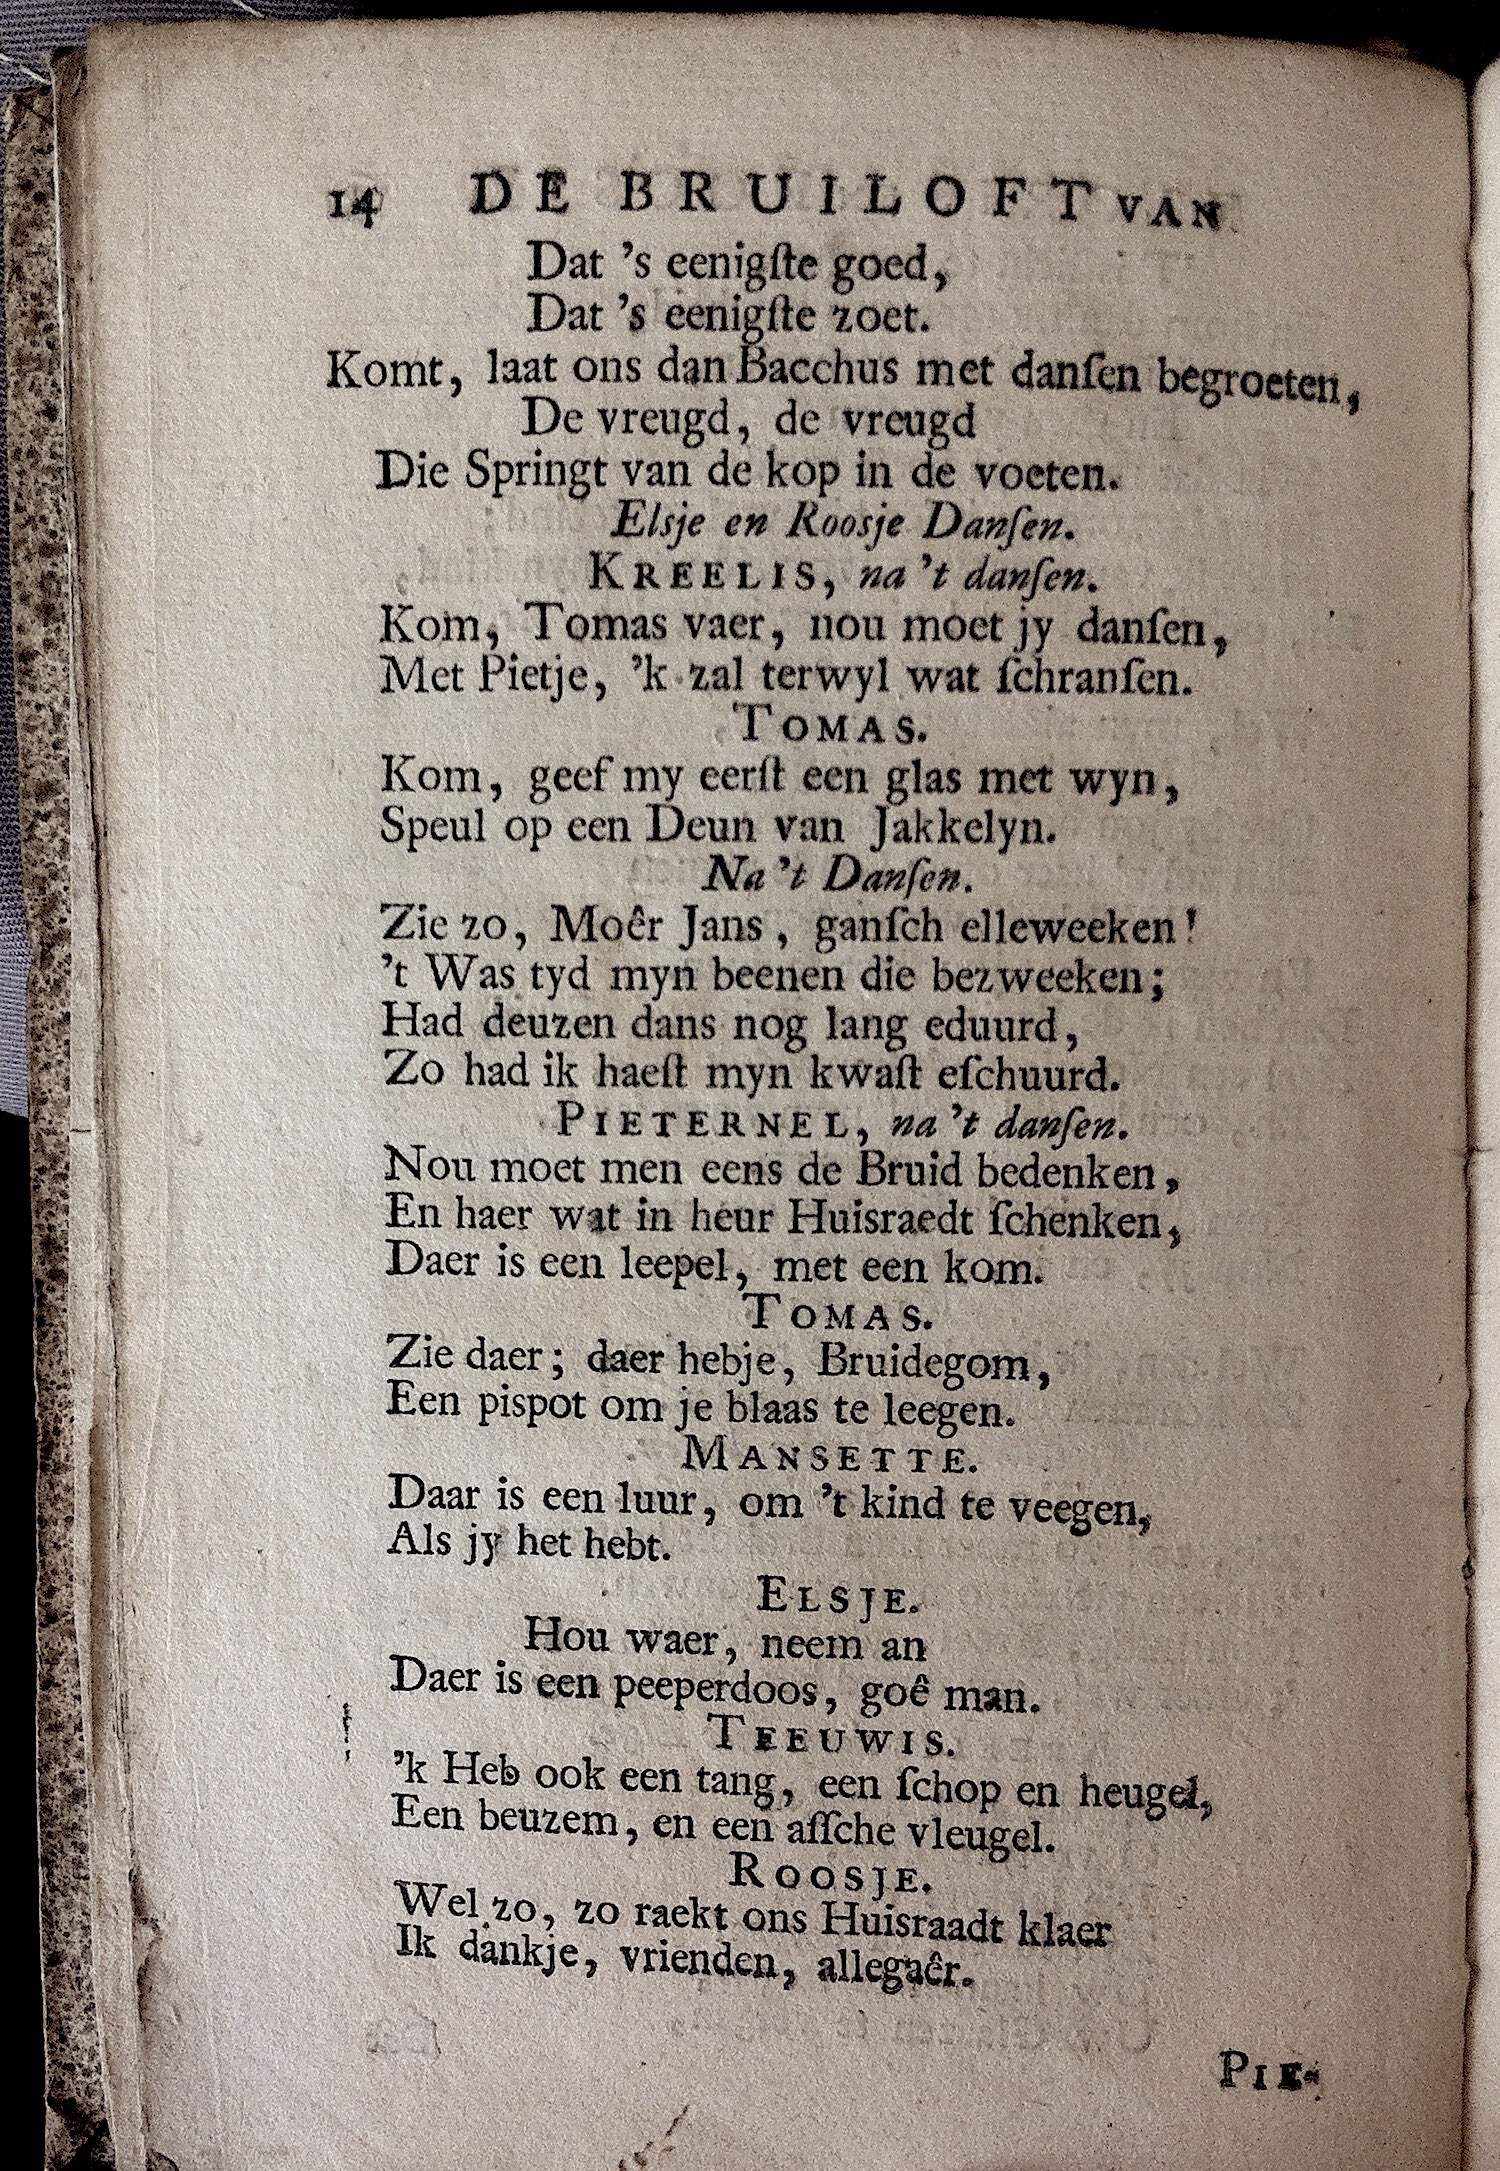 14 DE BRUILOFT VAN
Dat 's eenigſte goed,
Dat 's eenigſte zoet.
Komt, laat ons dan Bacchus met danſen begroeten,
De vreugd, de vreugd
Die Springt van de kop in de voeten.
Elsje en Roosje Danſen.
KREELIS, na 't danſen.
Kom, Tomas vaer, nou moet jy danſen,
Met Pietje, 'k zal terwyl wat ſchranſen.
TOMAS.
Kom, geef my eerſt een glas met wyn,
Speul op een Deun van Jakkelyn.
Na 't Danſen.
Zie zo, Moêr Jans, ganſch elleweeken!
't Was tyd myn beenen die bezweeken;
Had deuzen dans nog lang eduurd,
Zo had ik haeſt myn kwaſt eſchuurd.
PIETERNEL, na 't danſen.
Nou moet men eens de Bruid bedenken,
En haer wat in heur Huisraedt ſchenken,
Daer is een leepel, met een kom.
TOMAS.
Zie daer; daer hebje, Bruidegom,
Een pispot om je blaas te leegen.
MANSETTE.
Daar is een luur, om 't kind te veegen,
Als jy het hebt.
ELSJE.
Hou waer, neem an
Daer is een peeperdoos, goê man.
TEEUWIS.
'k Heb ook een tang, een ſchop en heugel,
Een beuzem, en een aſſche vleugel.
ROOSJE.
Wel zo, zo raekt ons Huisraadt klaer
Ik dankje, vrienden, allegaêr.
PIE-